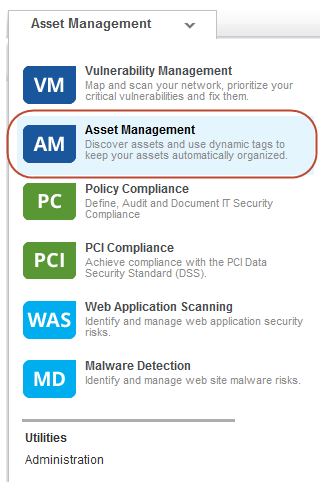 Asset Management
VM
Vulnerability Management
Map and scan your network, prioritize your
critical vulnerabilities and fix them.
AM
Asset Management
Discover assets and use dynamic tags to
keep your assets automatically organized.
PC
Policy Compliance
Define, Audit and Document IT Security
Compliance
PCI
PCI Compliance
Achieve compliance with the PCI Data
Security Standard (DSS).
WAS
Web Application Scanning
Identify and manage web application security
risks.
MD
Malware Detection
Identify and manage web site malware risks.
Utilities
Administration